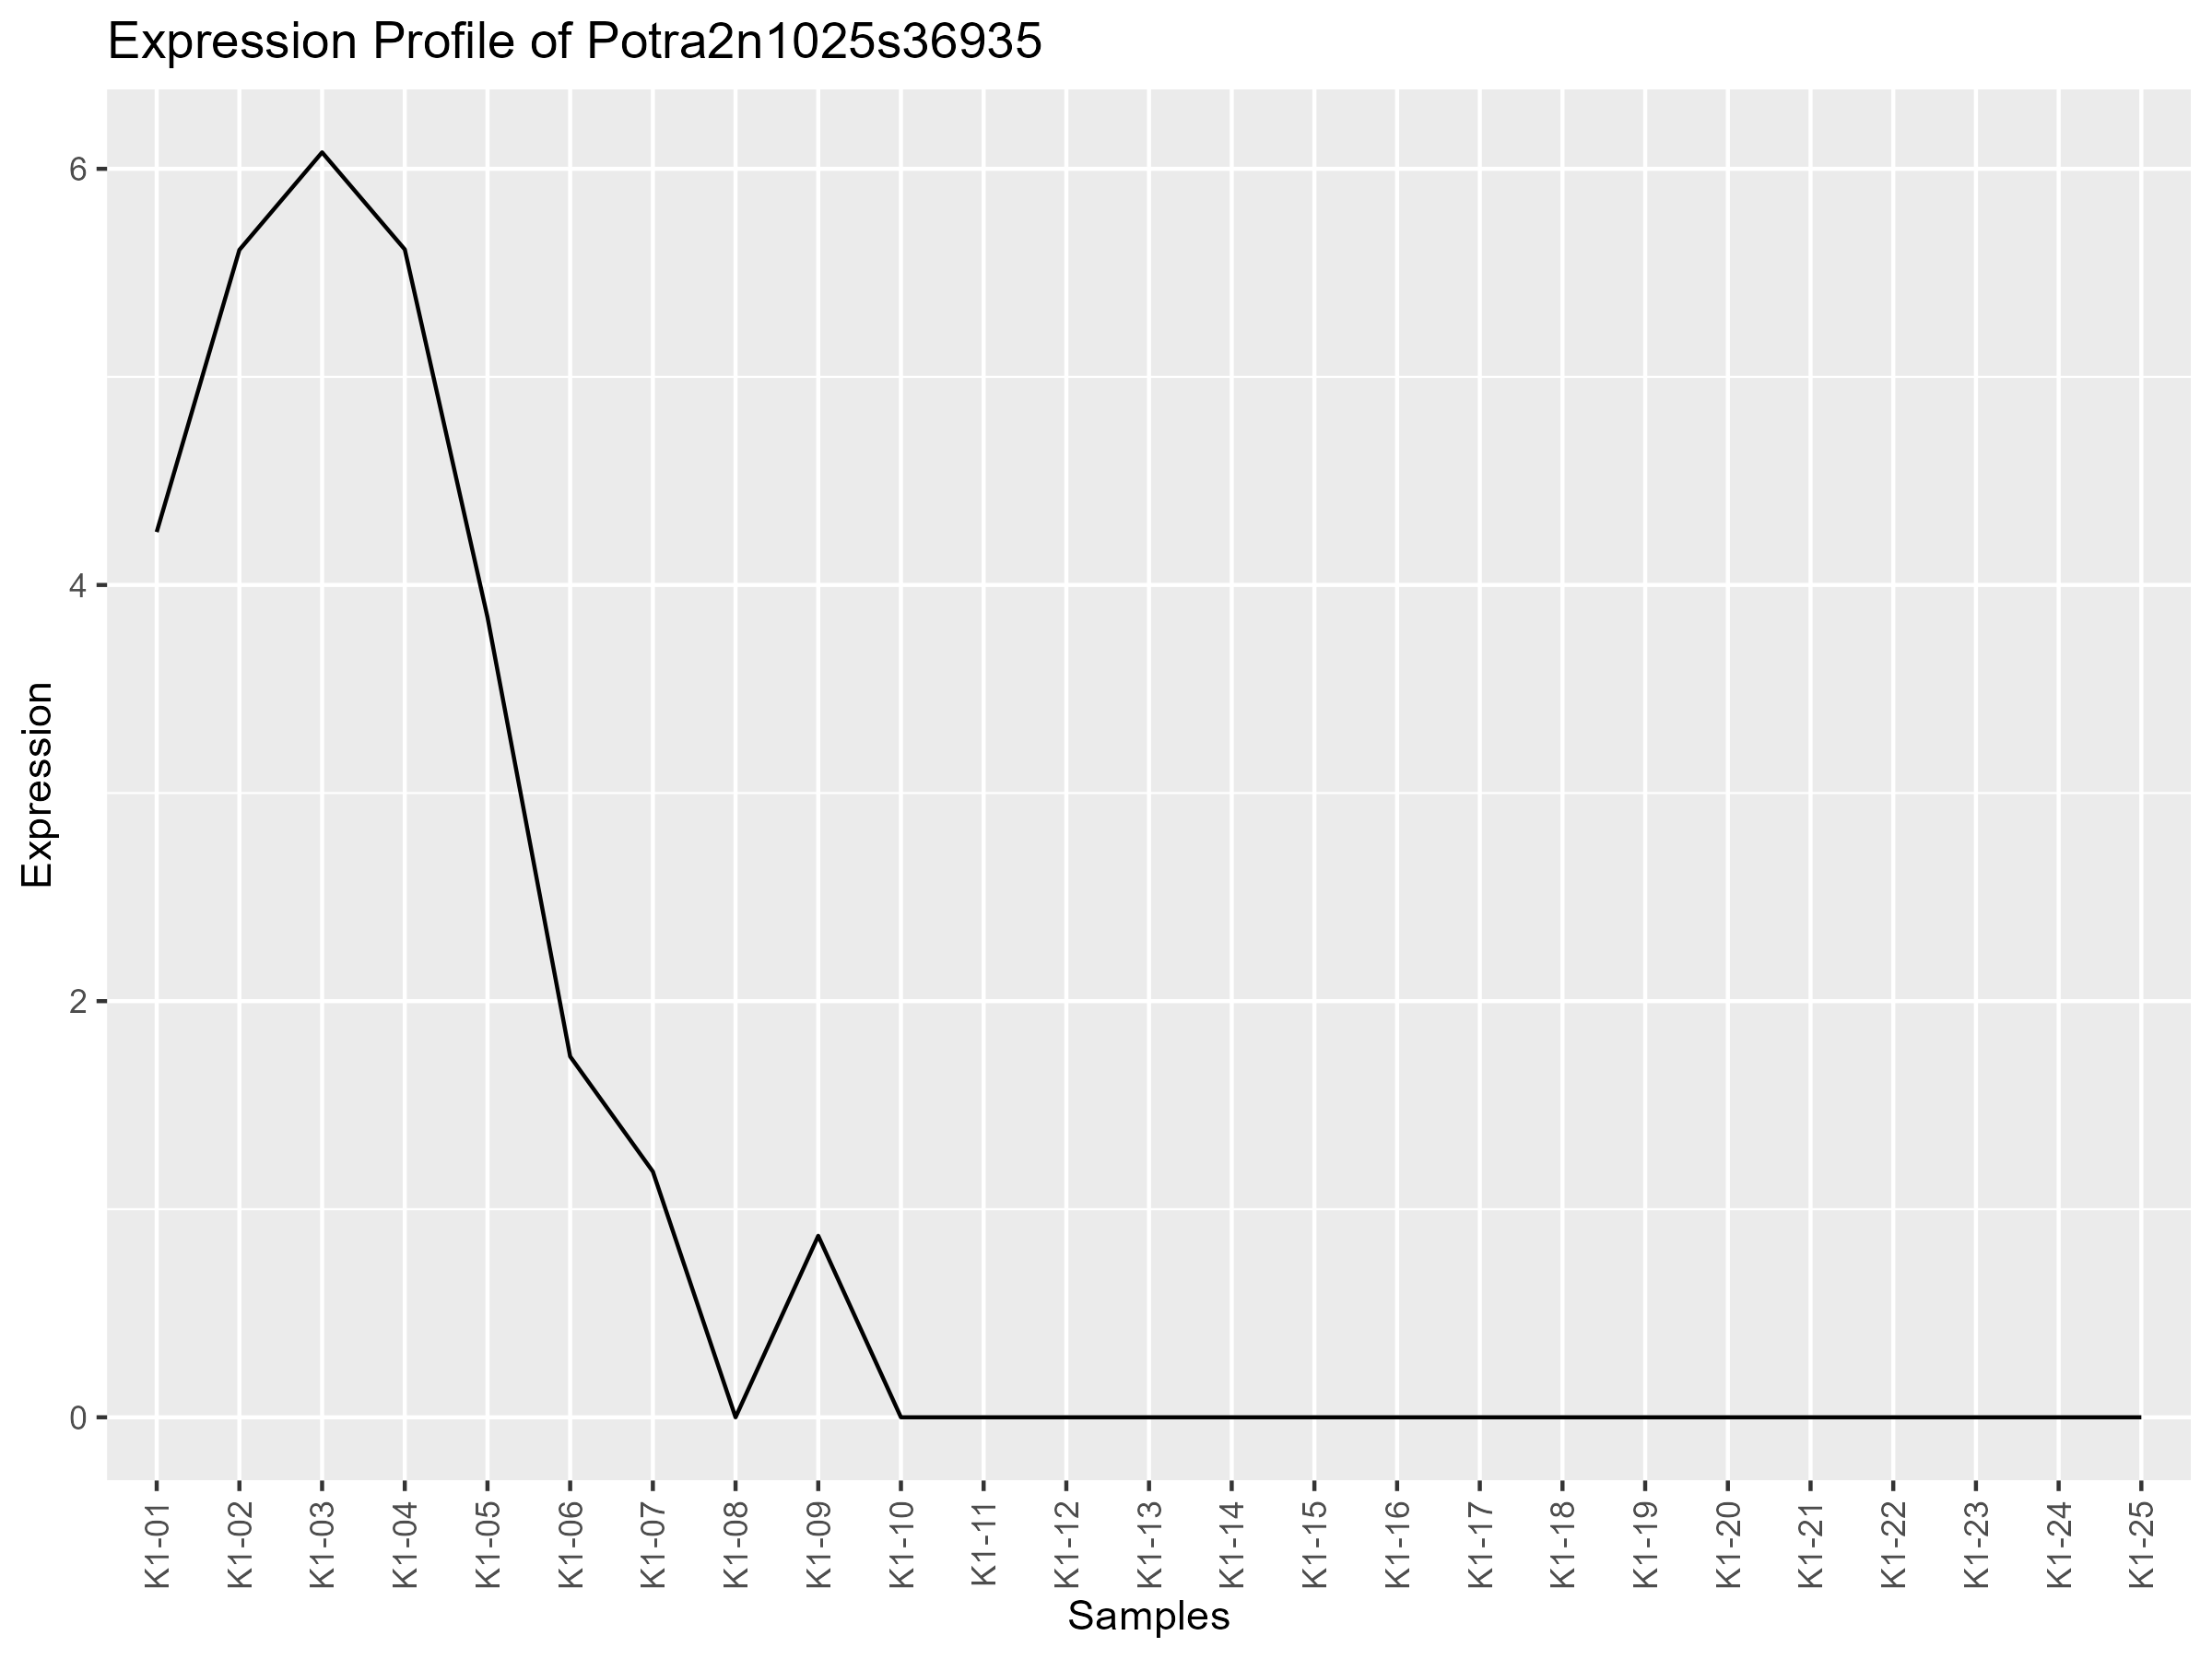 Expression Profile of Potra2n1025s36935
Expression
6
4
2
0
K1-01
K1-02
K1-03
K1-04
K1-05
K1-06
K1-07
K1-08
K1-09
K1-10
K1-11
K1-12
K1-13
K1-14
K1-15
K1-16
K1-17
K1-18
K1-19
K1-20
K1-21
K1-22
K1-23
K1-24
K1-25
Samples